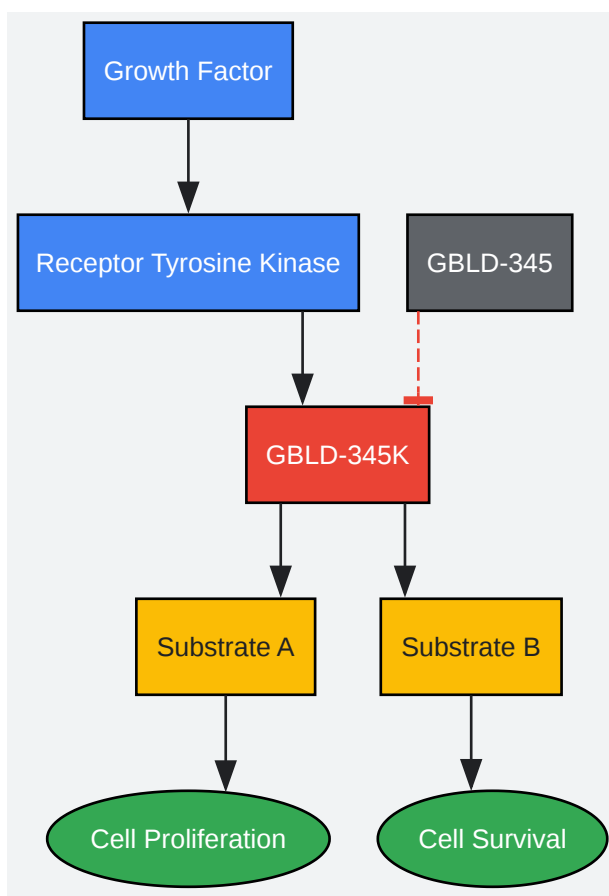 Growth Factor
Receptor Tyrosine Kinase
GBLD-345
GBLD-345K
Substrate A
Substrate B
Cell Proliferation
Cell Survival